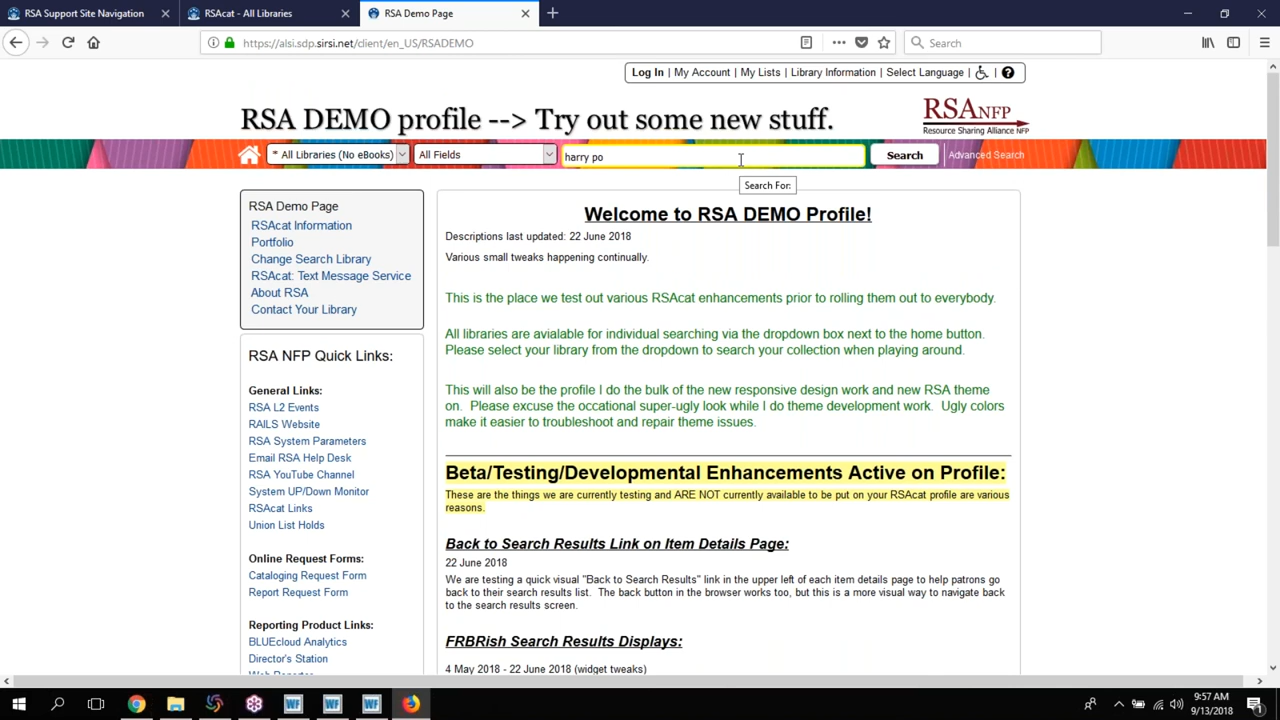 RSA Support Site Navigation
RSAcat - All Libraries
RSA Demo Page
https://alsi.sdp.sirsi.net/client/en_US/RSADEMO
Search
Log In | My Account | My Lists | Library Information | Select Language |
RSA DEMO profile --> Try out some new stuff.
RSANFP
Resource Sharing Alliance NFP
* All Libraries (No eBooks)
All Fields
harry po
Search
Advanced Search
Search For:
RSA Demo Page
RSAcat Information
Portfolio
Change Search Library
RSAcat: Text Message Service
About RSA
Contact Your Library
RSA NFP Quick Links:
General Links:
RSA L2 Events
RAILS Website
RSA System Parameters
Email RSA Help Desk
RSA YouTube Channel
System UP/Down Monitor
RSAcat Links
Union List Holds
Online Request Forms:
Cataloging Request Form
Report Request Form
Reporting Product Links:
BLUEcloud Analytics
Director's Station
Web Reporter
Welcome to RSA DEMO Profile!
Descriptions last updated: 22 June 2018
Various small tweaks happening continually.
This is the place we test out various RSAcat enhancements prior to rolling them out to everybody.
All libraries are avialable for individual searching via the dropdown box next to the home button.
Please select your library from the dropdown to search your collection when playing around.
This will also be the profile I do the bulk of the new responsive design work and new RSA theme
on. Please excuse the occational super-ugly look while I do theme development work. Ugly colors
make it easier to troubleshoot and repair theme issues.
Beta/Testing/Developmental Enhancements Active on Profile:
These are the things we are currently testing and ARE NOT currently available to be put on your RSAcat profile are various
reasons.
Back to Search Results Link on Item Details Page:
22 June 2018
We are testing a quick visual "Back to Search Results" link in the upper left of each item details page to help patrons go
back to their search results list. The back button in the browser works too, but this is a more visual way to navigate back
to the search results screen.
FRBRish Search Results Displays:
4 May 2018 - 22 June 2018 (widget tweaks)
9:57 AM
9/13/2018